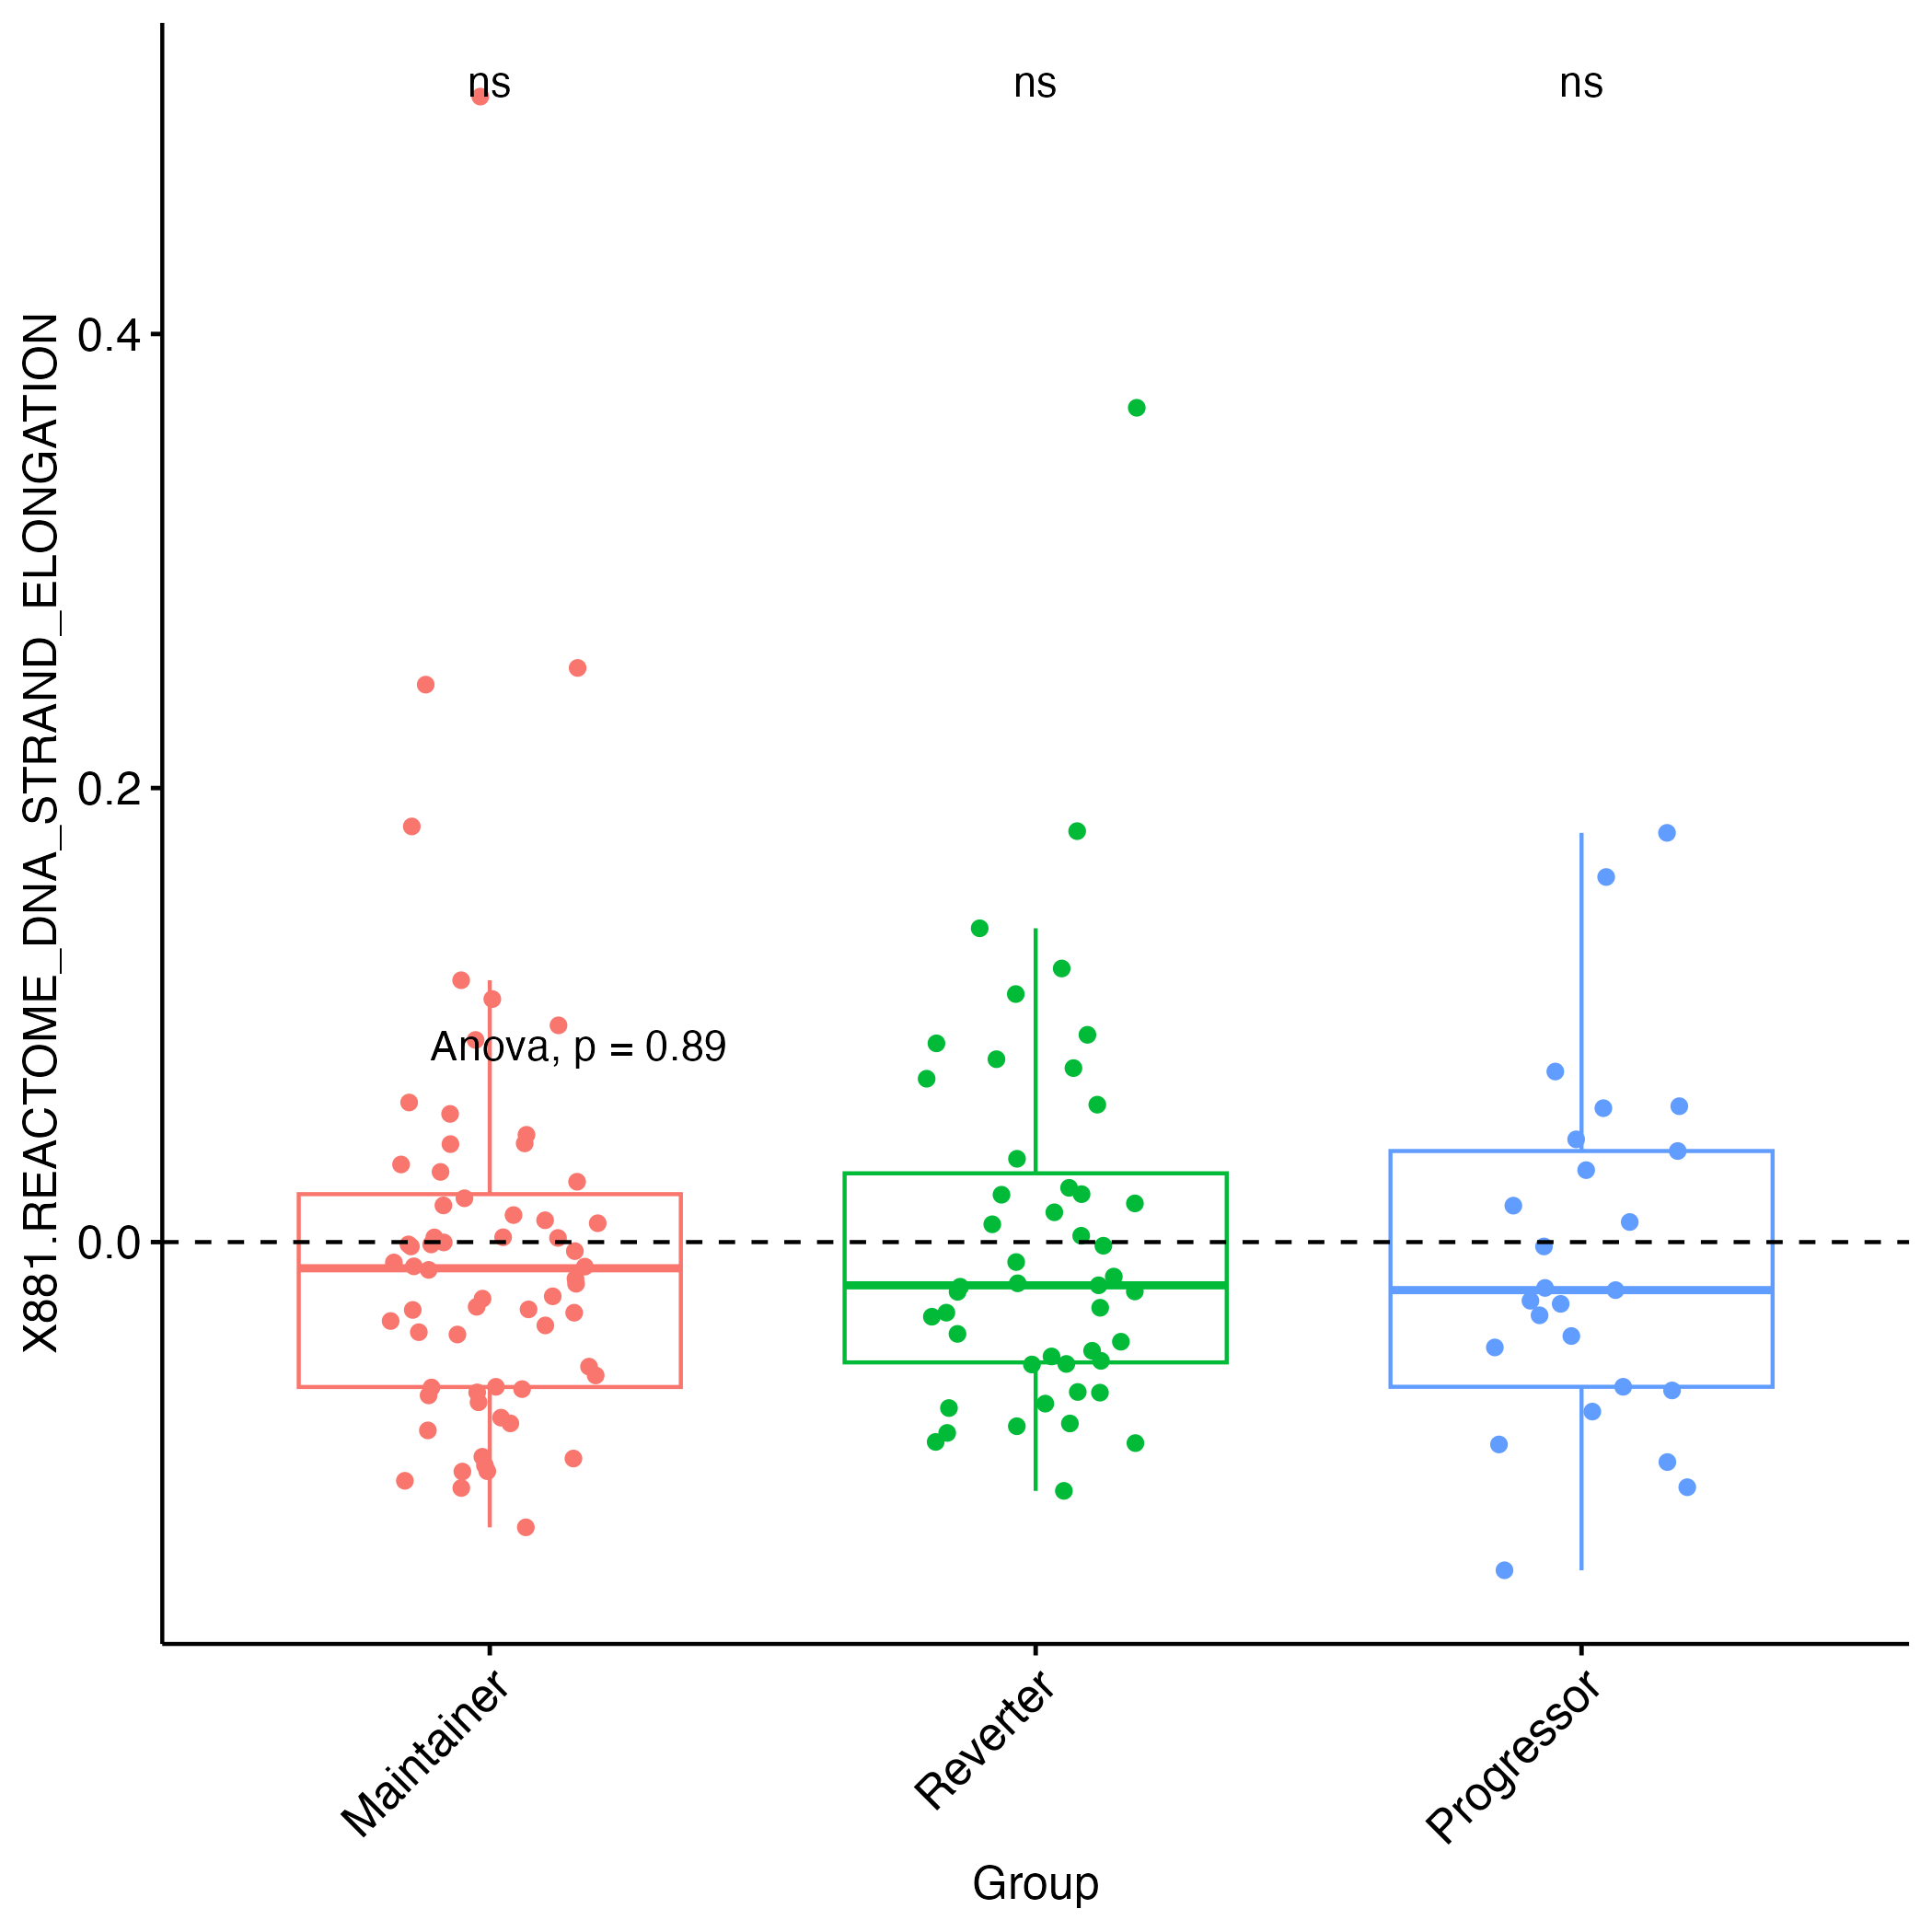 ns
ns
ns
X881.REACTOME_DNA_STRAND_ELONGATION
0.4
0.2
0.0
Anova, p = 0.89
Maintainer
Reverter
Progressor
Group